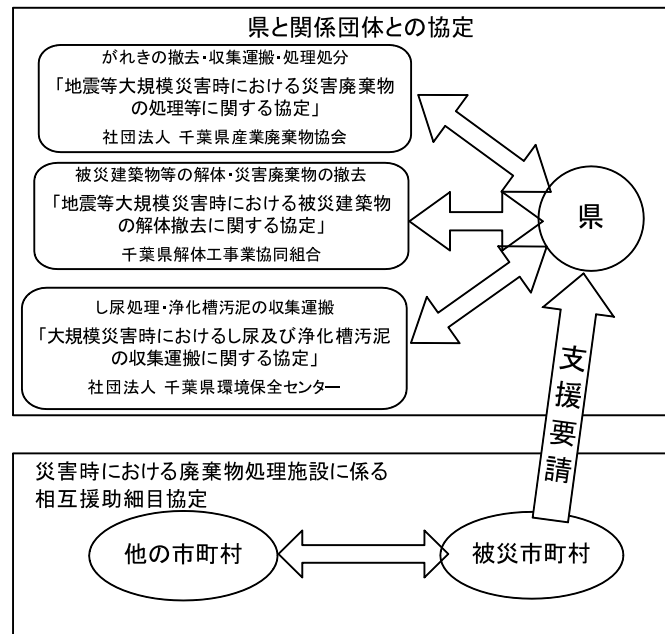 県と関係団体との協定
がれきの撤去・収集運搬・処理処分
「地震等大規模災害時における災害廃棄物
の処理等に関する協定」
社団法人 千葉県産業廃棄物協会
被災建築物等の解体・災害廃棄物の撤去
「地震等大規模災害時における被災建築物
の解体撤去に関する協定」
千葉県解体工事業協同組合
し尿処理・浄化槽汚泥の収集運搬
「大規模災害時におけるし尿及び浄化槽汚泥
の収集運搬に関する協定」
社団法人 千葉県環境保全センター
県
支援要請
災害時における廃棄物処理施設に係る
相互援助細目協定
他の市町村
被災市町村